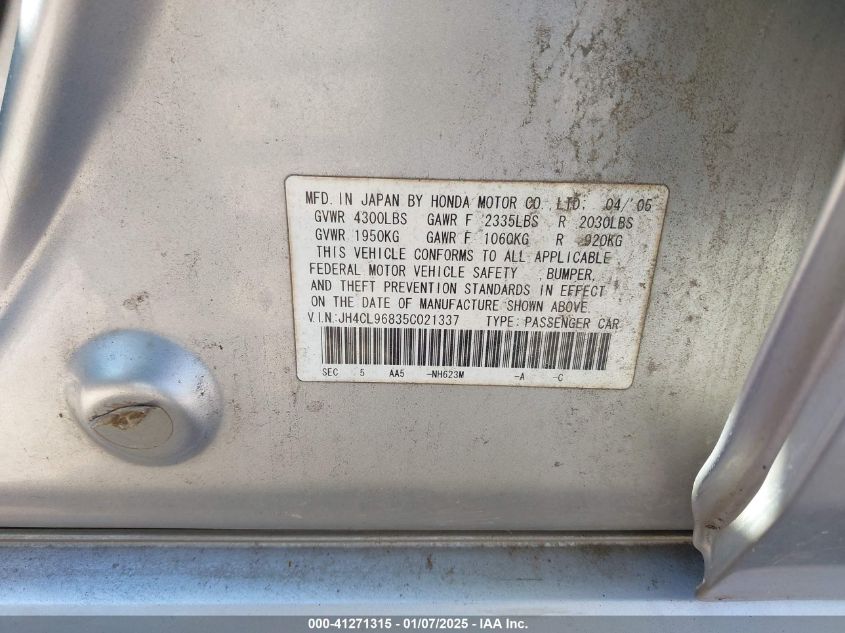 MFD. IN JAPAN BY HONDA MOTOR CO. LTD. 04/ 05
GVWR 4300LBS GAWR F 2335LBS R 2030LBS
GVWR 1950KG GAWR F 1060KG R 920KG
THIS VEHICLE CONFORMS TO ALL APPLICABLE
FEDERAL MOTOR VEHICLE SAFETY , BUMPER,
AND THEFT PREVENTION STANDARDS IN EFFECT
ON THE DATE OF MANUFACTURE SHOWN ABOVE.
V.I.N:JH4CL96835C021337 TYPE: PASSENGER CAR
SEC 5 AA5 -NH623M -A -C
000-41271315 - 01/07/2025 - IAA Inc.